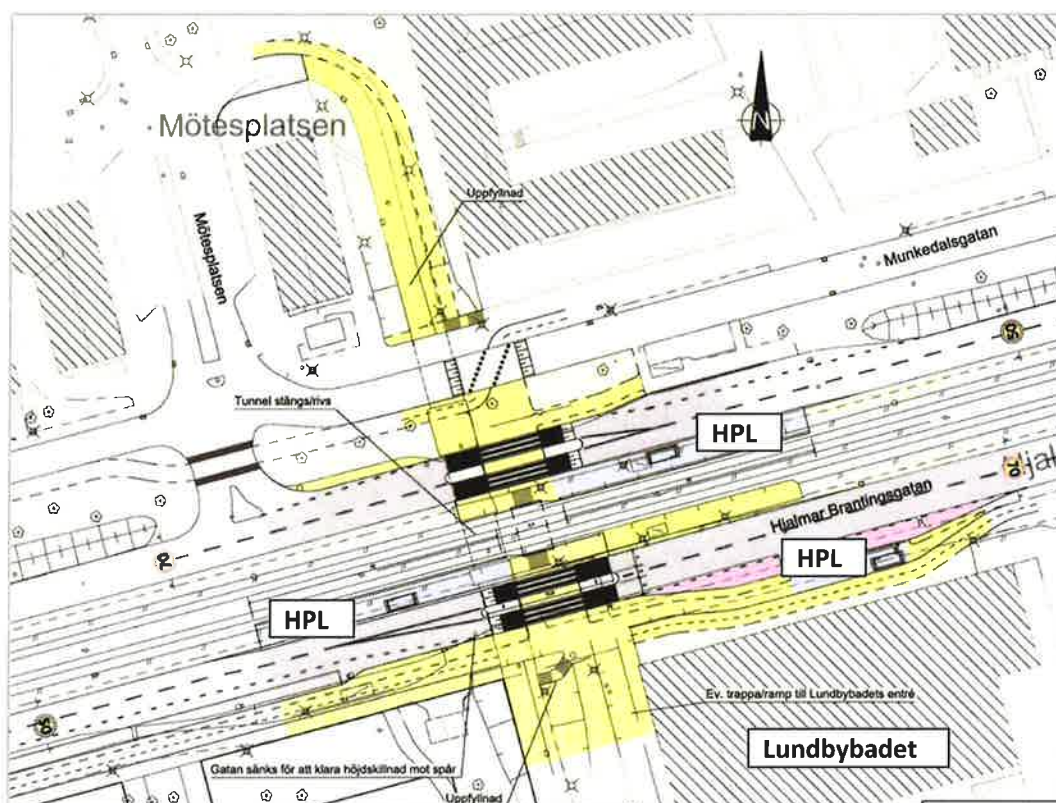 N
Mötesplatsen
Uppfyllnad
Mötesplatsen
Munkedalsgatan
Tunnel stängs/rivs
HPL
Hjalmar Brantingsgatan
HPL
HPL
Ev. trappa/ramp till Lundbybadets entré
Lundbybadet
Gatan sänks för att klara höjdskillnad mot spår
Uppfyllnad